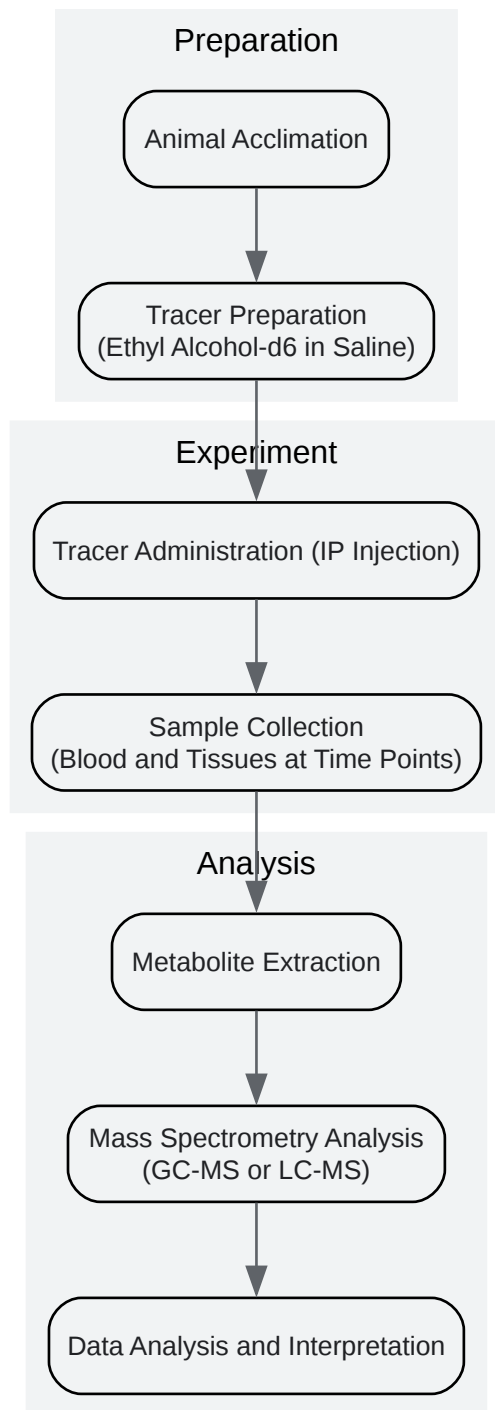 Preparation
Animal Acclimation
Tracer Preparation
(Ethyl Alcohol-d6 in Saline)
Experiment
Tracer Administration (IP Injection)
Sample Collection
(Blood and Tissues at Time Points)
Analysis
Metabolite Extraction
Mass Spectrometry Analysis
(GC-MS or LC-MS)
Data Analysis and Interpretation